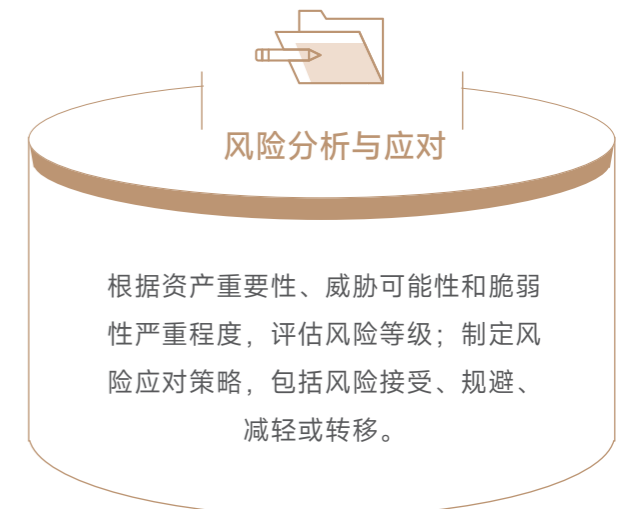 风险分析与应对
根据资产重要性、威胁可能性和脆弱
性严重程度，评估风险等级；制定风
险应对策略，包括风险接受、规避、
减轻或转移。